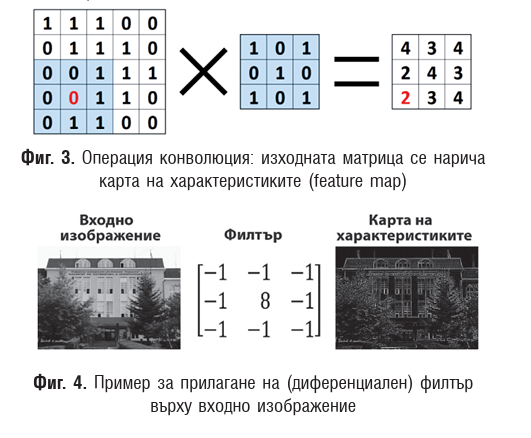 1 1 1 0 0
0 1 1 1 0
0 0 1 1 1
0 0 1 1 0
0 1 1 0 0
×
1 0 1
0 1 0
1 0 1
=
4 3 4
2 4 3
2 3 4
Фиг. 3. Операция конволюция: изходната матрица се нарича
карта на характеристиките (feature map)
Входно
изображение
Филтър
Карта на
характеристиките
-1 -1 -1
-1 8 -1
-1 -1 -1
Фиг. 4. Пример за прилагане на (диференциален) филтър
върху входно изображение